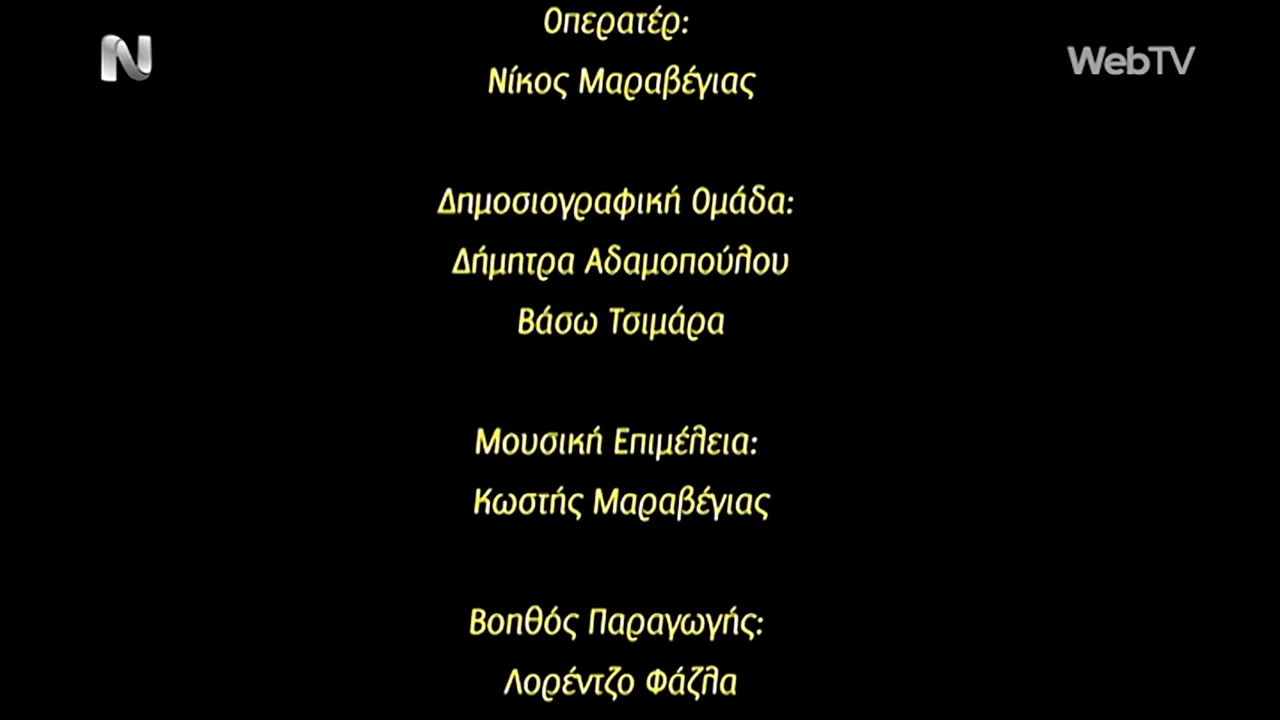 Οπερατέρ:
N
WebTV
Νίκος Μαραβέγιας
Δημοσιογραφική Ομάδα:
Δήμητρα Αδαμοπούλου
Βάσω Τσιμάρα
Μουσική Επιμέλεια:
Κωστής Μαραβέγιας
Βοηθός Παραγωγής:
Λορέντζο Φάζλα